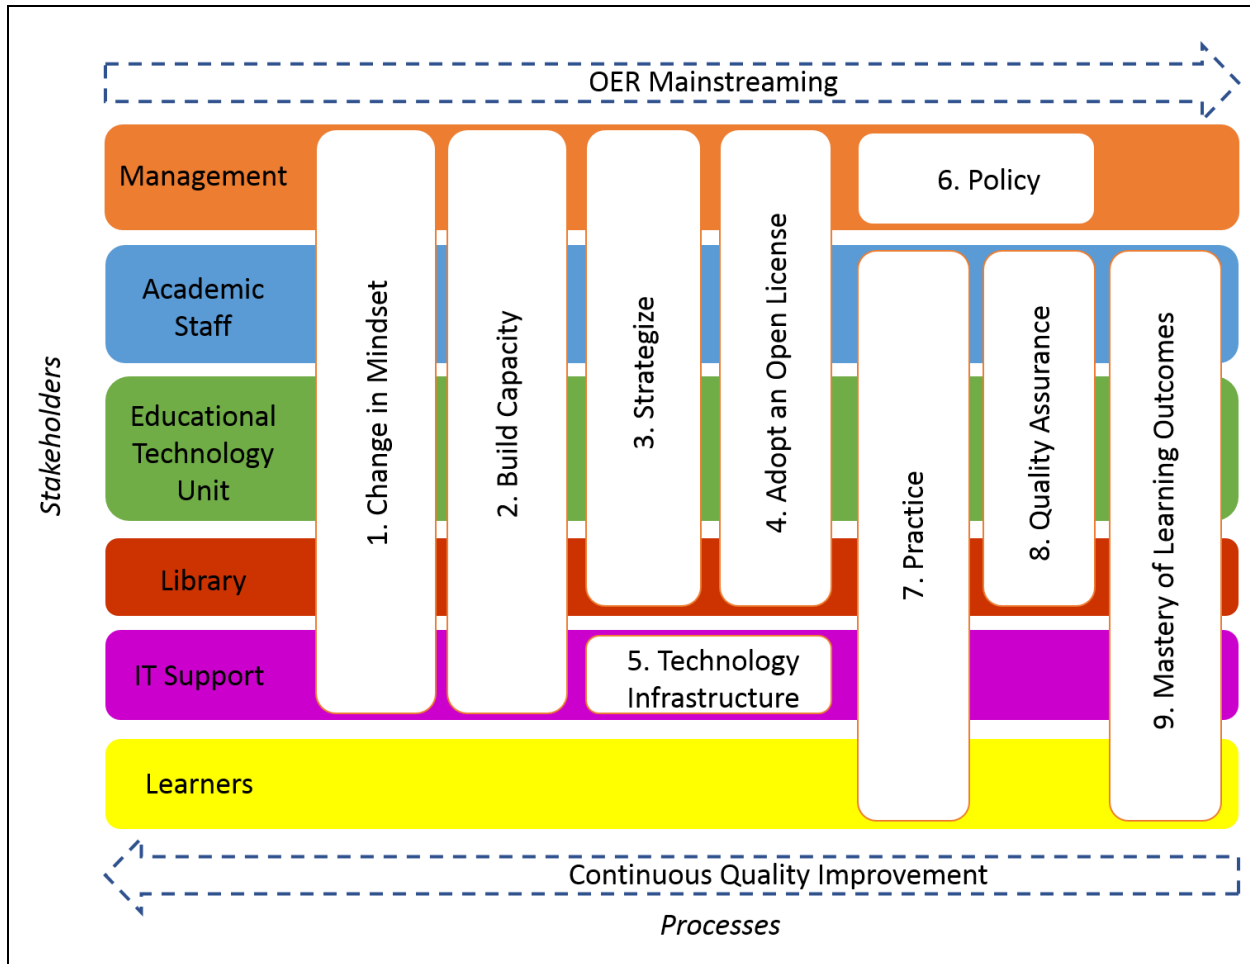 OER Mainstreaming
Management
6. Policy
Academic
Staff
Educational
Technology
Unit
Library
IT Support
Learners
Stakeholders
1. Change in Mindset
2. Build Capacity
3. Strategize
4. Adopt an Open License
5. Technology
Infrastructure
7. Practice
8. Quality Assurance
9. Mastery of Learning Outcomes
Continuous Quality Improvement
Processes